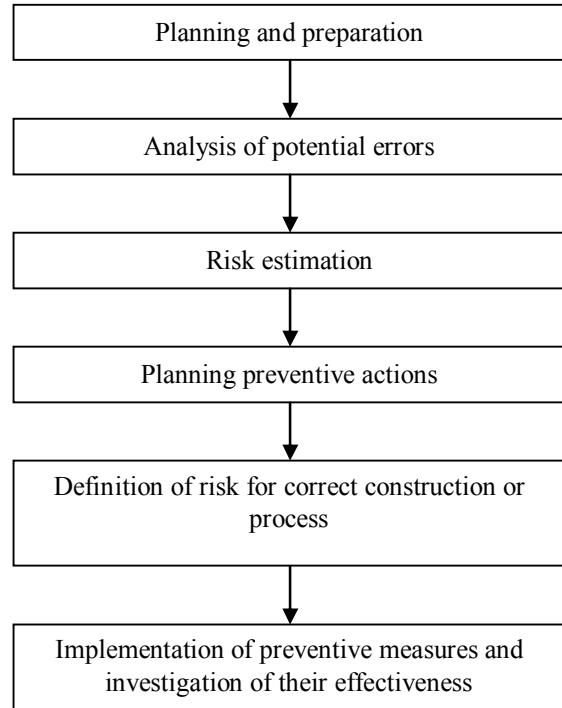 Planning and preparation
Analysis of potential errors
Risk estimation
Planning preventive actions
Definition of risk for correct construction or
process
Implementation of preventive measures and
investigation of their effectiveness